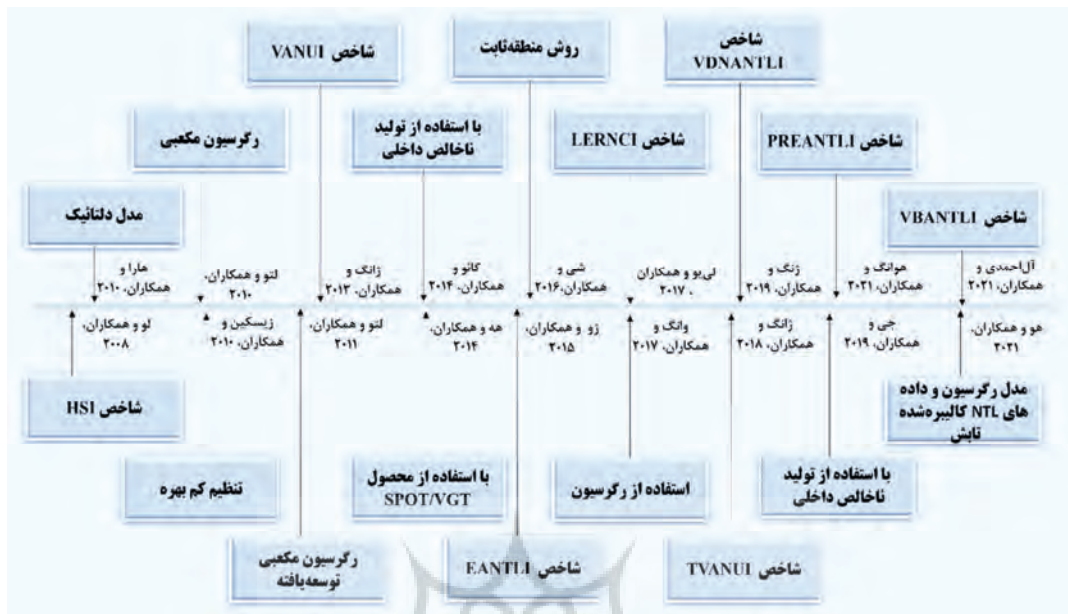 شاخص VANUI
روش منطقه‌ثابت
شاخص
VDNANTLI
رگرسیون مکعبی
با استفاده از تولید
ناخالص داخلی
شاخص LERNCI
شاخص PREANTLI
مدل دلتائیک
شاخص VBANTLI
مارا و
همکاران، ۲۰۱۰
لتو و همکاران،
۲۰۱۰
ژانگ و
همکاران، ۲۰۱۳
کائو و
همکاران، ۲۰۱۴
شی و
همکاران، ۲۰۱۶
لی‌یو و همکاران
، ۲۰۱۷
ژنگ و
همکاران، ۲۰۱۹
هوانگ و
همکاران، ۲۰۲۱
آل‌احمدی و
همکاران، ۲۰۲۱
لو و همکاران،
۲۰۰۸
زیسکین و
همکاران، ۲۰۱۰
لتو و همکاران،
۲۰۱۱
هه و همکاران،
۲۰۱۴
ژو و همکاران،
۲۰۱۵
وانگ و
همکاران، ۲۰۱۷
ژانگ و
همکاران، ۲۰۱۸
جی و
همکاران، ۲۰۱۹
هو و همکاران،
۲۰۲۱
شاخص HSI
مدل رگرسیون و داده
های NTL کالیبره‌شده
تابش
تنظیم کم بهره
با استفاده از محصول
SPOT/VGT
استفاده از رگرسیون
با استفاده از تولید
ناخالص داخلی
رگرسیون مکعبی
توسعه‌یافته
شاخص EANTLI
شاخص TVANUI